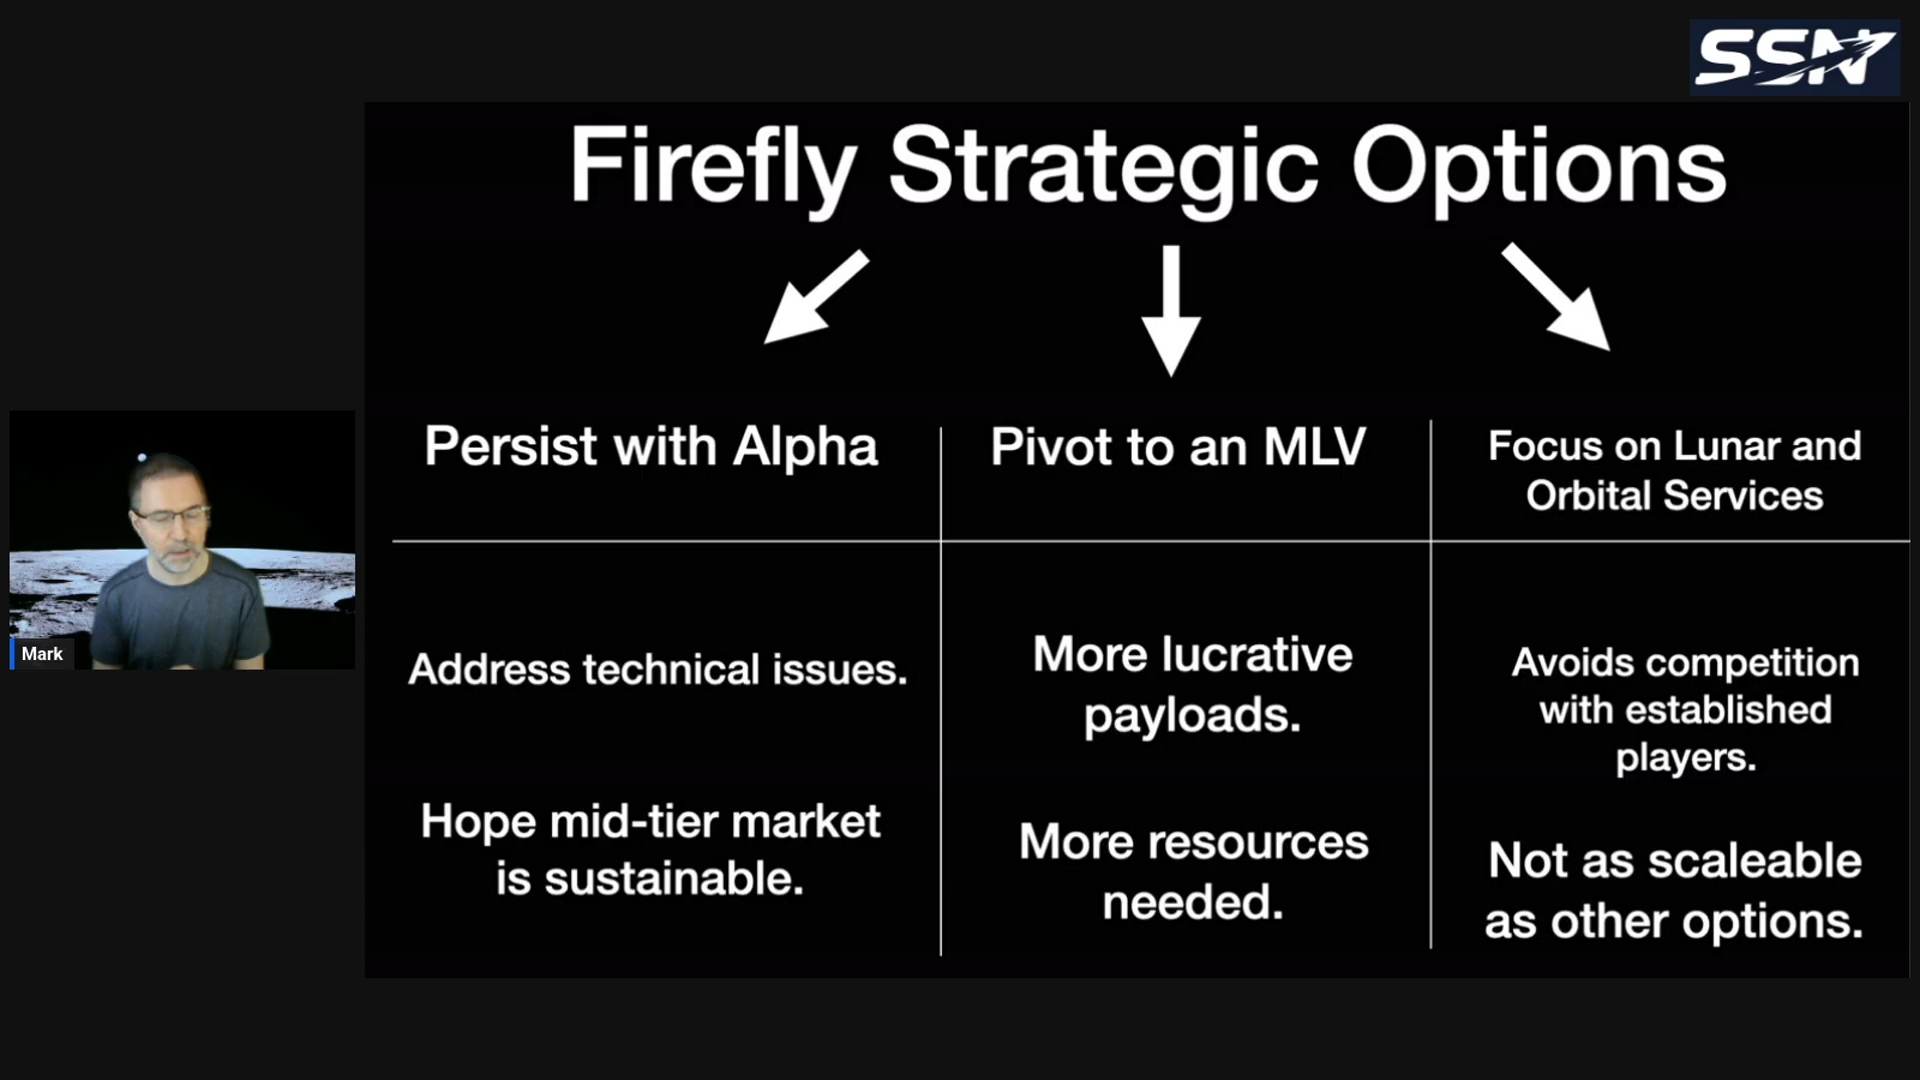 SSN
Firefly Strategic Options
Persist with Alpha
Pivot to an MLV
Focus on Lunar and
Orbital Services
Address technical issues.
Hope mid-tier market
is sustainable.
More lucrative
payloads.
More resources
needed.
Avoids competition
with established
players.
Not as scaleable
as other options.
Mark